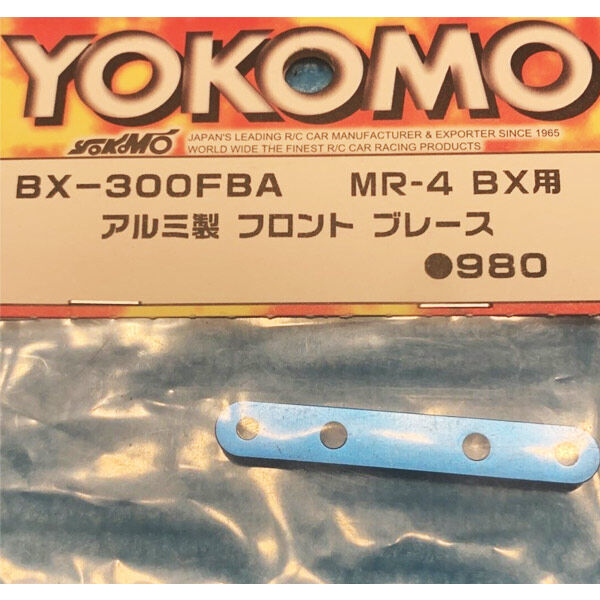 YOKOMO
YOKOMO
JAPAN'S LEADING R/C CAR MANUFACTURER & EXPORTER SINCE 1965
WORLD WIDE THE FINEST R/C CAR RACING PRODUCTS
BX-300FBA MR-4 BX用
アルミ製 フロント ブレース
●980